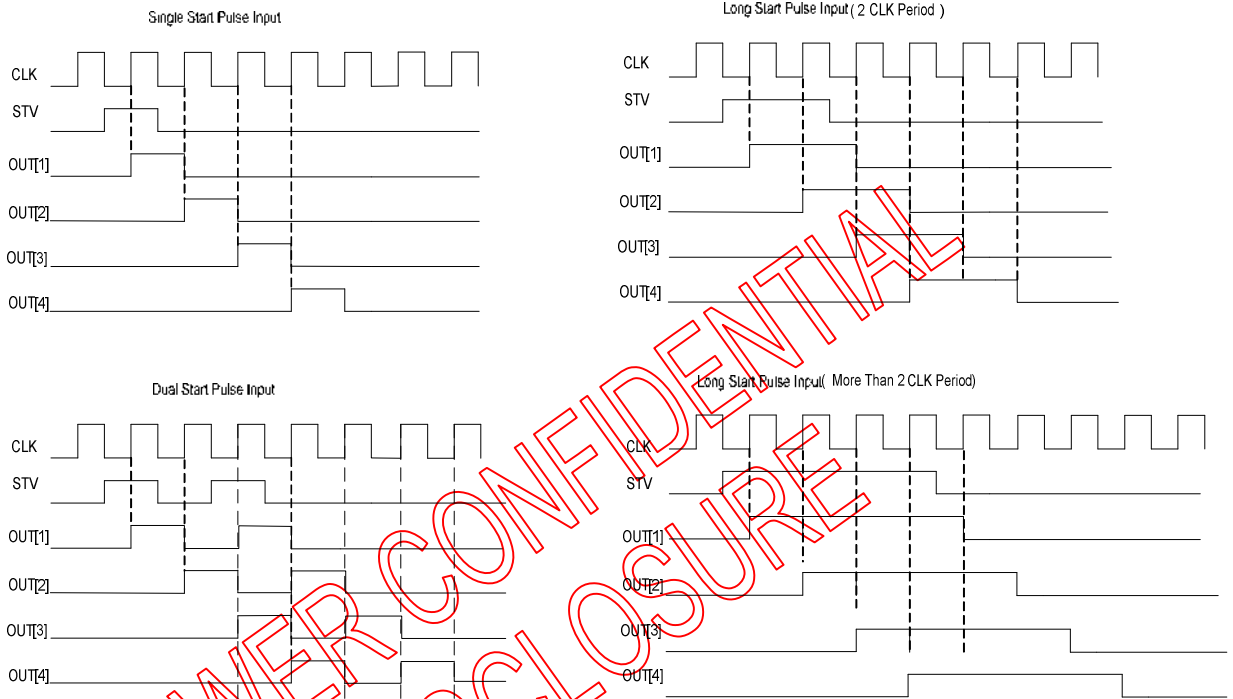 Single Start Pulse Input
CLK
STV
OUT[1]
OUT[2]
OUT[3]
OUT[4]
Long Start Pulse Input ( 2 CLK Period )
CLK
STV
OUT[1]
OUT[2]
OUT[3]
OUT[4]
Dual Start Pulse Input
CLK
STV
OUT[1]
OUT[2]
OUT[3]
OUT[4]
Long Start Pulse Input( More Than 2 CLK Period)
CLK
STV
OUT[1]
OUT[2]
OUT[3]
OUT[4]
CONFIDENTIAL